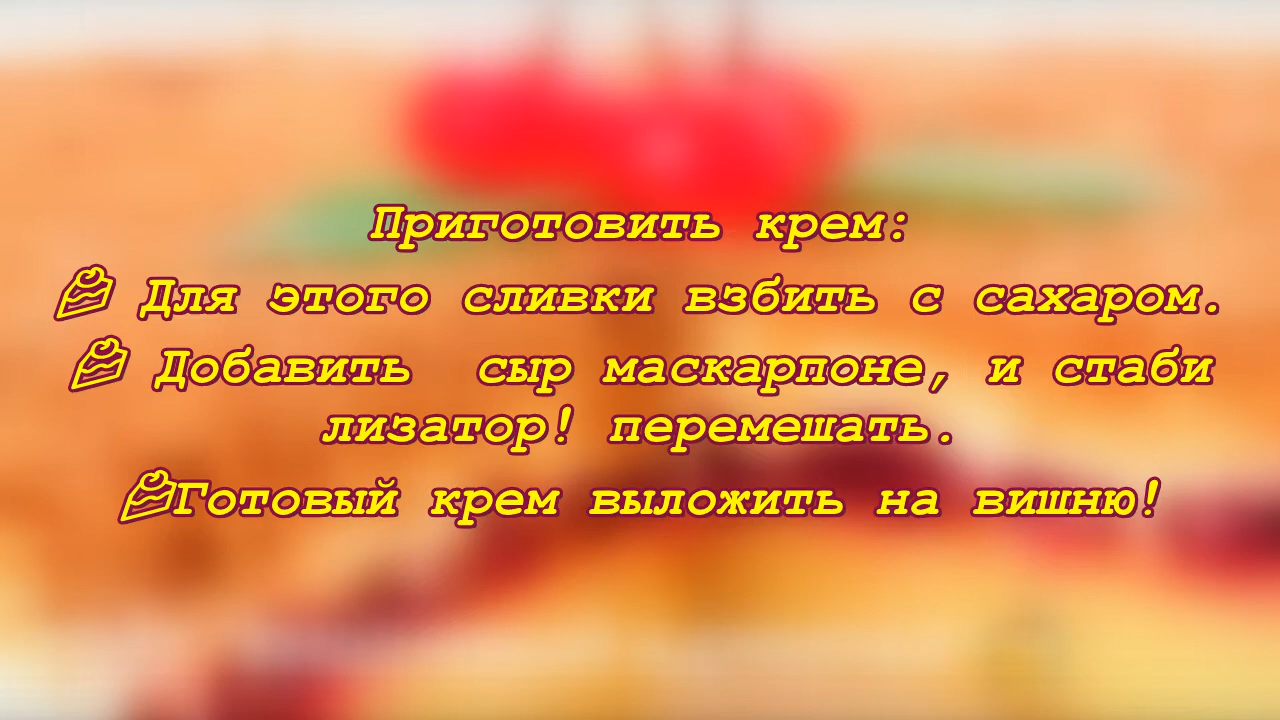 Приготовить крем:
🍰 Для этого сливки взбить с сахаром.
🍰 Добавить  сыр маскарпоне, и стаби
лизатор! перемешать.
🍰Готовый крем выложить на вишню!